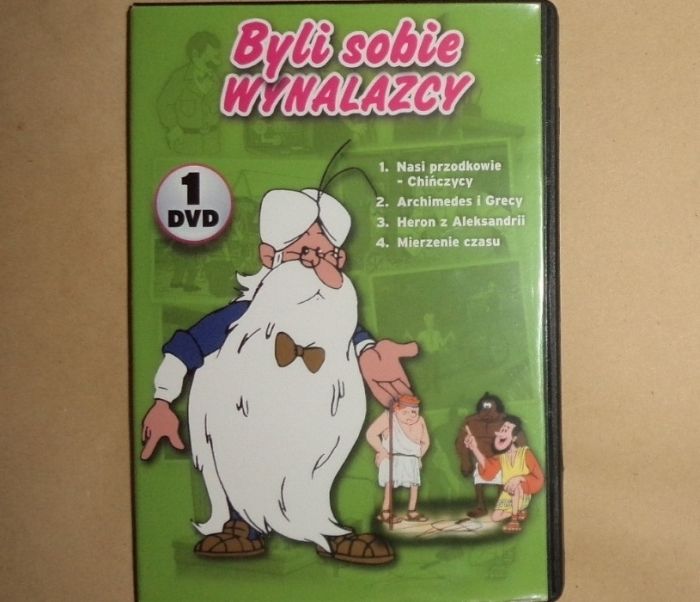 Byli sobie
WYNALAZCY
1
DVD
1. Nasi przodkowie
- Chińczycy
2. Archimedes i Grecy
3. Heron z Aleksandrii
4. Mierzenie czasu